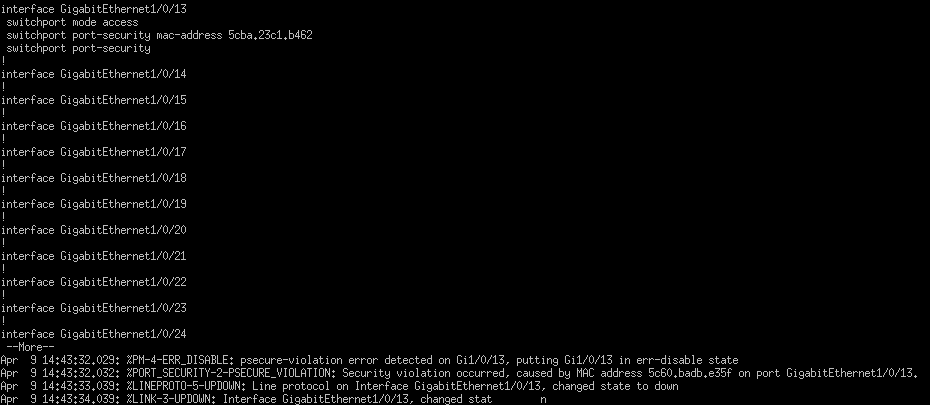 interface GigabitEthernet1/0/13
 switchport mode access
 switchport port-security mac-address 5cba.23c1.b462
 switchport port-security
!
interface GigabitEthernet1/0/14
!
interface GigabitEthernet1/0/15
!
interface GigabitEthernet1/0/16
!
interface GigabitEthernet1/0/17
!
interface GigabitEthernet1/0/18
!
interface GigabitEthernet1/0/19
!
interface GigabitEthernet1/0/20
!
interface GigabitEthernet1/0/21
!
interface GigabitEthernet1/0/22
!
interface GigabitEthernet1/0/23
!
interface GigabitEthernet1/0/24
 --More--
Apr  9 14:43:32.029: %PM-4-ERR_DISABLE: psecure-violation error detected on Gi1/0/13, putting Gi1/0/13 in err-disable state
Apr  9 14:43:32.032: %PORT_SECURITY-2-PSECURE_VIOLATION: Security violation occurred, caused by MAC address 5c60.badb.e35f on port GigabitEthernet1/0/13.
Apr  9 14:43:33.039: %LINEPROTO-5-UPDOWN: Line protocol on Interface GigabitEthernet1/0/13, changed state to down
Apr  9 14:43:34.039: %LINK-3-UPDOWN: Interface GigabitEthernet1/0/13, changed stat         n